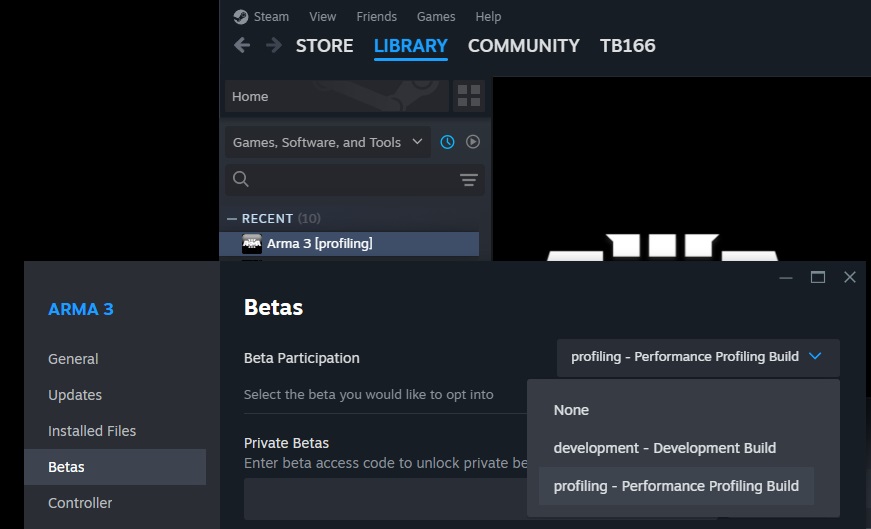 Steam View Friends Games Help
STORE LIBRARY COMMUNITY TB166
Home
Games, Software, and Tools
RECENT (10)
Arma 3 [profiling]
ARMA 3
General
Updates
Installed Files
Betas
Controller
Betas
Beta Participation
profiling - Performance Profiling Build
Select the beta you would like to opt into
None
development - Development Build
profiling - Performance Profiling Build
Private Betas
Enter beta access code to unlock private be